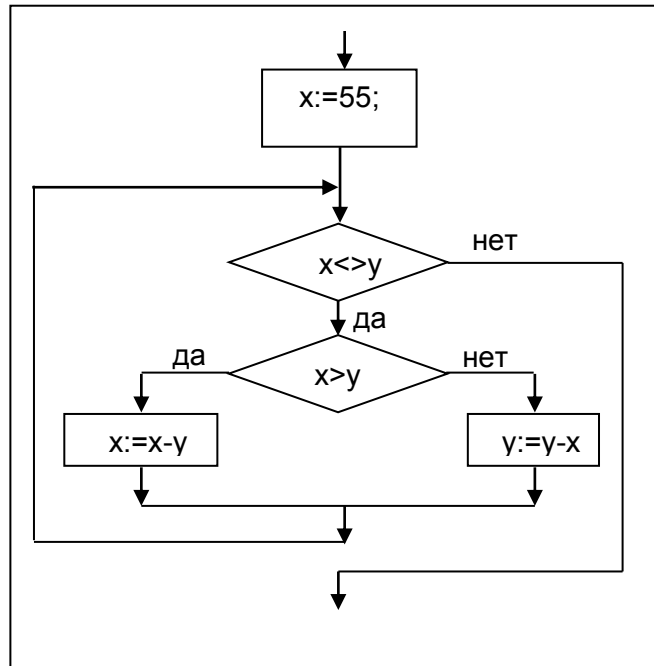 x:=55;
нет
x<>y
да
да
нет
x>y
x:=x-y
y:=y-x